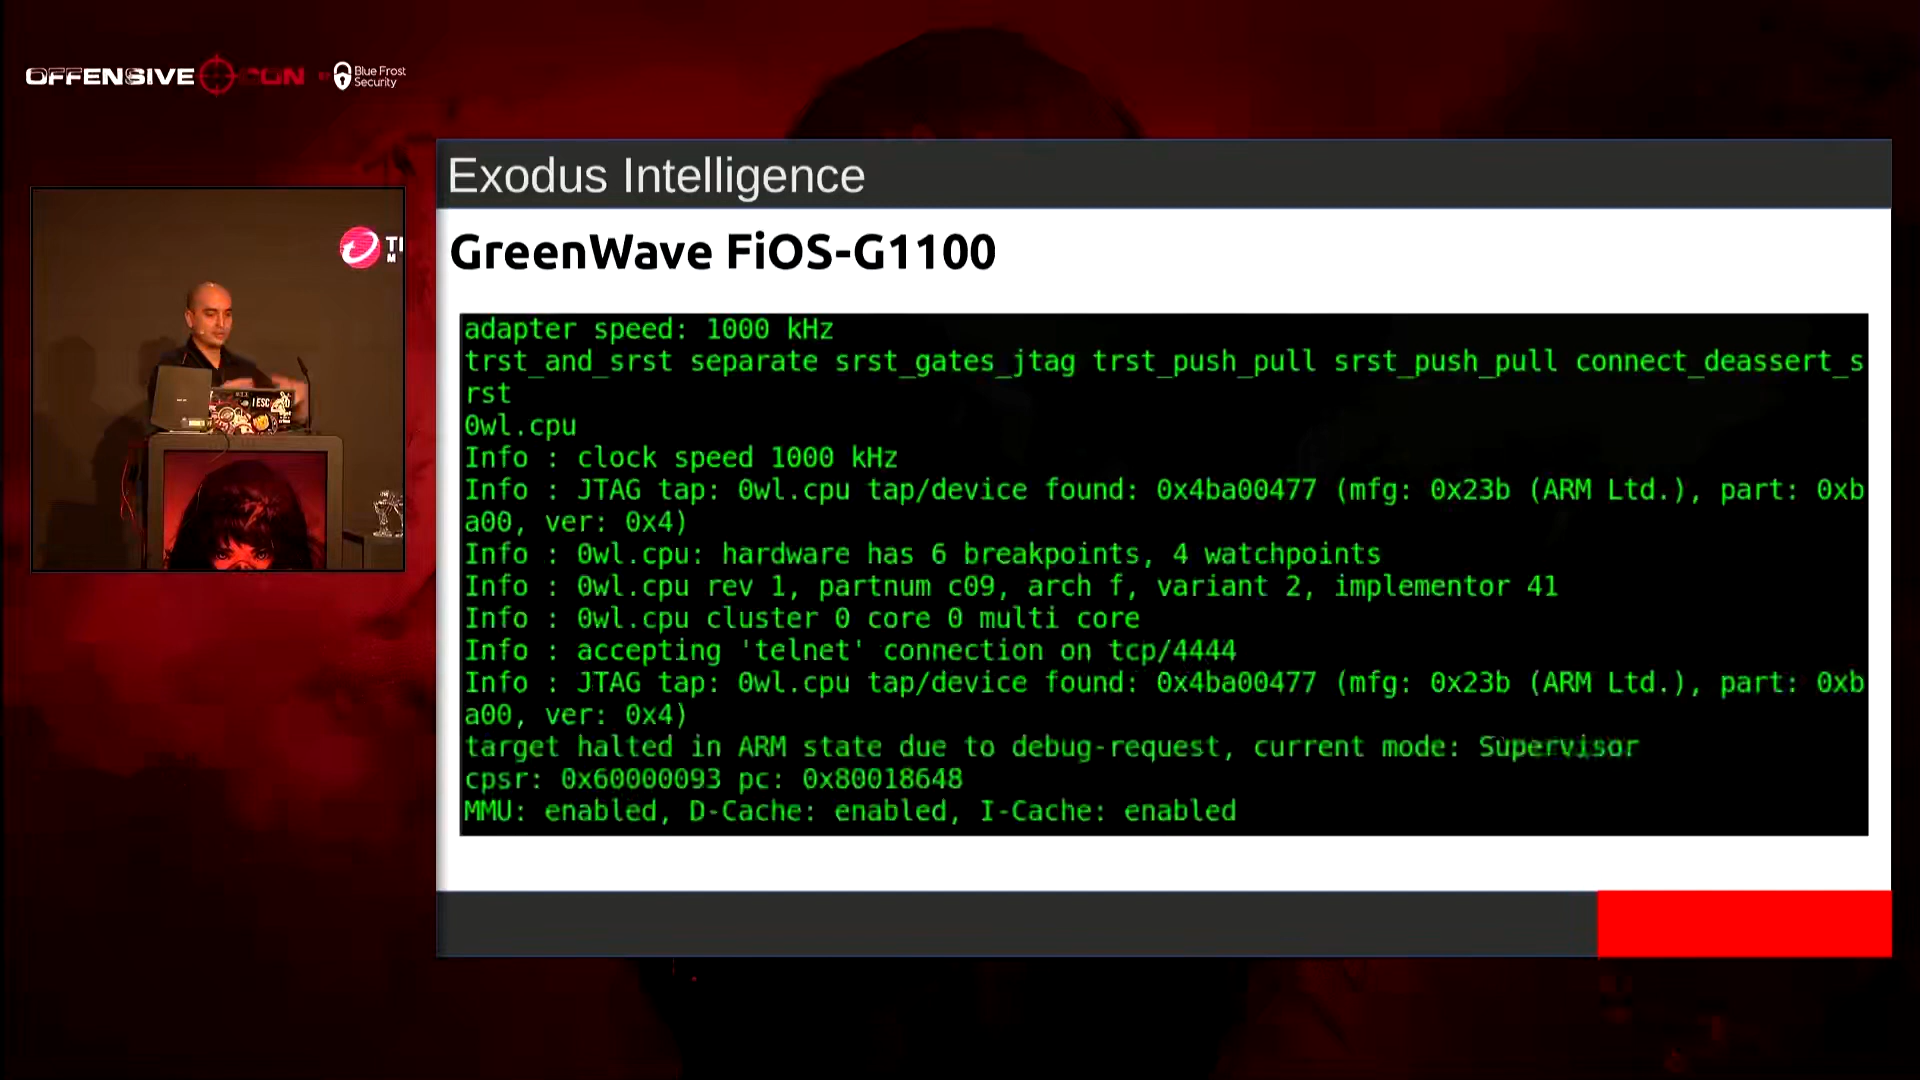 OFFENSIVE CON BY Blue Frost
Security
Exodus Intelligence
GreenWave FiOS-G1100
adapter speed: 1000 kHz
trst_and_srst separate srst_gates_jtag trst_push_pull srst_push_pull connect_deassert_s
rst
0wl.cpu
Info : clock speed 1000 kHz
Info : JTAG tap: 0wl.cpu tap/device found: 0x4ba00477 (mfg: 0x23b (ARM Ltd.), part: 0xb
a00, ver: 0x4)
Info : 0wl.cpu: hardware has 6 breakpoints, 4 watchpoints
Info : 0wl.cpu rev 1, partnum c09, arch f, variant 2, implementor 41
Info : 0wl.cpu cluster 0 core 0 multi core
Info : accepting 'telnet' connection on tcp/4444
Info : JTAG tap: 0wl.cpu tap/device found: 0x4ba00477 (mfg: 0x23b (ARM Ltd.), part: 0xb
a00, ver: 0x4)
target halted in ARM state due to debug-request, current mode: Supervisor
cpsr: 0x60000093 pc: 0x80018648
MMU: enabled, D-Cache: enabled, I-Cache: enabled